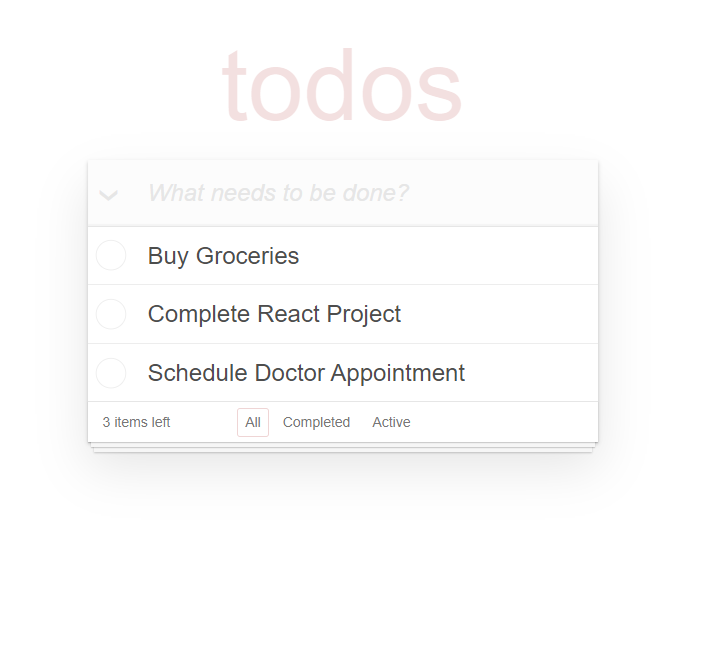 todos
What needs to be done?
Buy Groceries
Complete React Project
Schedule Doctor Appointment
3 items left All Completed Active